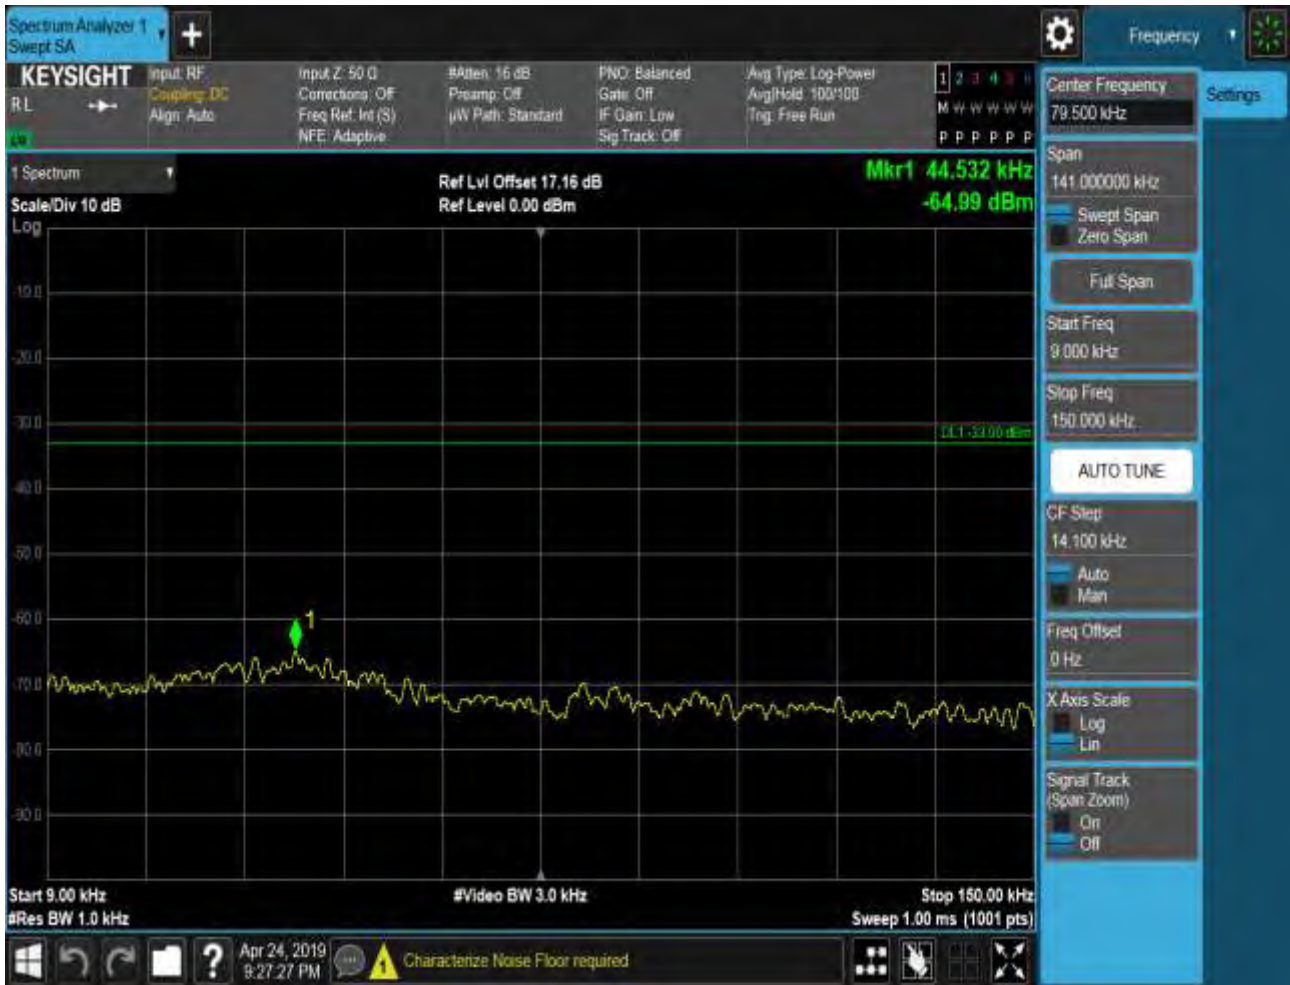 Spectrum Analyzer 1
Swept SA
+
Frequency
KEYSIGHT
RL
Input: RF
Coupling: DC
Align: Auto
Input Z: 50 Ω
Corrections: Off
Freq Ref: Int (S)
NFE: Adaptive
#Atten: 16 dB
Preamp: Off
µW Path: Standard
PNO: Balanced
Gate: Off
IF Gain: Low
Sig Track: Off
Avg Type: Log-Power
Avg|Hold: 100/100
Trig: Free Run
1 2 3 4 5 6
M W W W W W
P P P P P P
1 Spectrum
Scale/Div 10 dB
Log
Ref Lvl Offset 17.16 dB
Ref Level 0.00 dBm
Mkr1 44.532 kHz
-64.99 dBm
-10.0
-20.0
-30.0
-40.0
-50.0
-60.0
-70.0
-80.0
-90.0
DL1 -33.00 dBm
1
Start 9.00 kHz
#Res BW 1.0 kHz
#Video BW 3.0 kHz
Stop 150.00 kHz
Sweep 1.00 ms (1001 pts)
Center Frequency
79.500 kHz
Settings
Span
141.000000 kHz
Swept Span
Zero Span
Full Span
Start Freq
9.000 kHz
Stop Freq
150.000 kHz
AUTO TUNE
CF Step
14.100 kHz
Auto
Man
Freq Offset
0 Hz
X Axis Scale
Log
Lin
Signal Track
(Span Zoom)
On
Off
?
Apr 24, 2019
9:27:27 PM
1
Characterize Noise Floor required